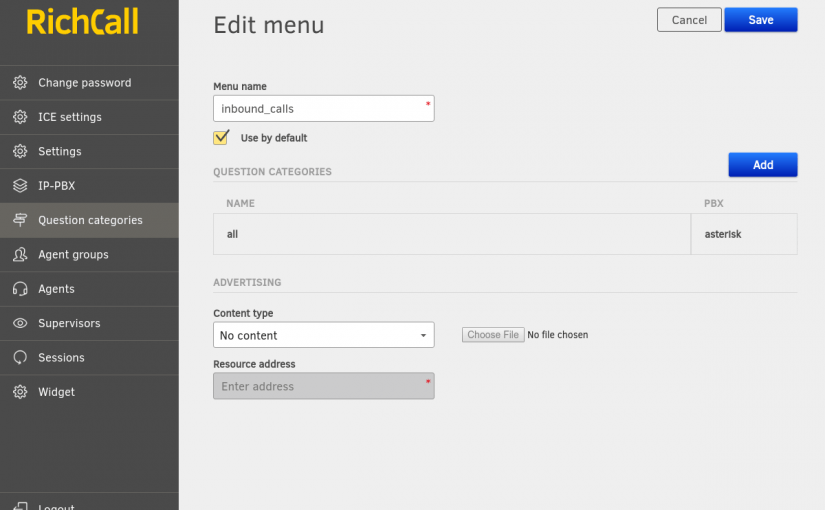 RichCall
Edit menu
Cancel
Save
Change password
ICE settings
Settings
IP-PBX
Question categories
Agent groups
Agents
Supervisors
Sessions
Widget
Logout
Menu name
inbound_calls *
Use by default
QUESTION CATEGORIES
Add
NAME PBX
all asterisk
ADVERTISING
Content type
No content
Choose File No file chosen
Resource address
Enter address *